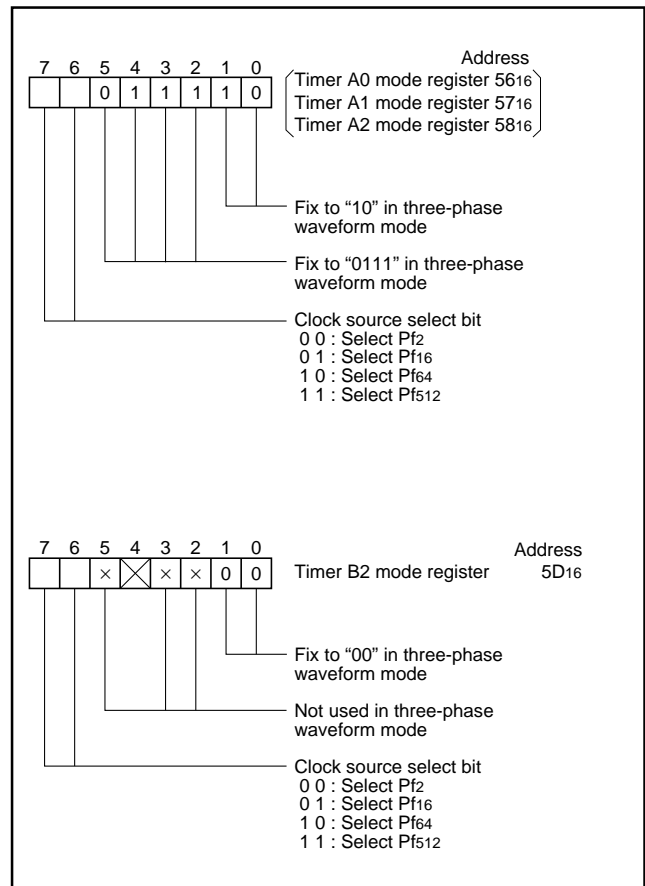 Address
7 6 5 4 3 2 1 0
0 1 1 1 1 0
Timer A0 mode register 5616
Timer A1 mode register 5716
Timer A2 mode register 5816
Fix to “10” in three-phase
waveform mode
Fix to “0111” in three-phase
waveform mode
Clock source select bit
0 0 : Select Pf2
0 1 : Select Pf16
1 0 : Select Pf64
1 1 : Select Pf512
7 6 5 4 3 2 1 0
Address
× × × 0 0
Timer B2 mode register 5D16
Fix to “00” in three-phase
waveform mode
Not used in three-phase
waveform mode
Clock source select bit
0 0 : Select Pf2
0 1 : Select Pf16
1 0 : Select Pf64
1 1 : Select Pf512